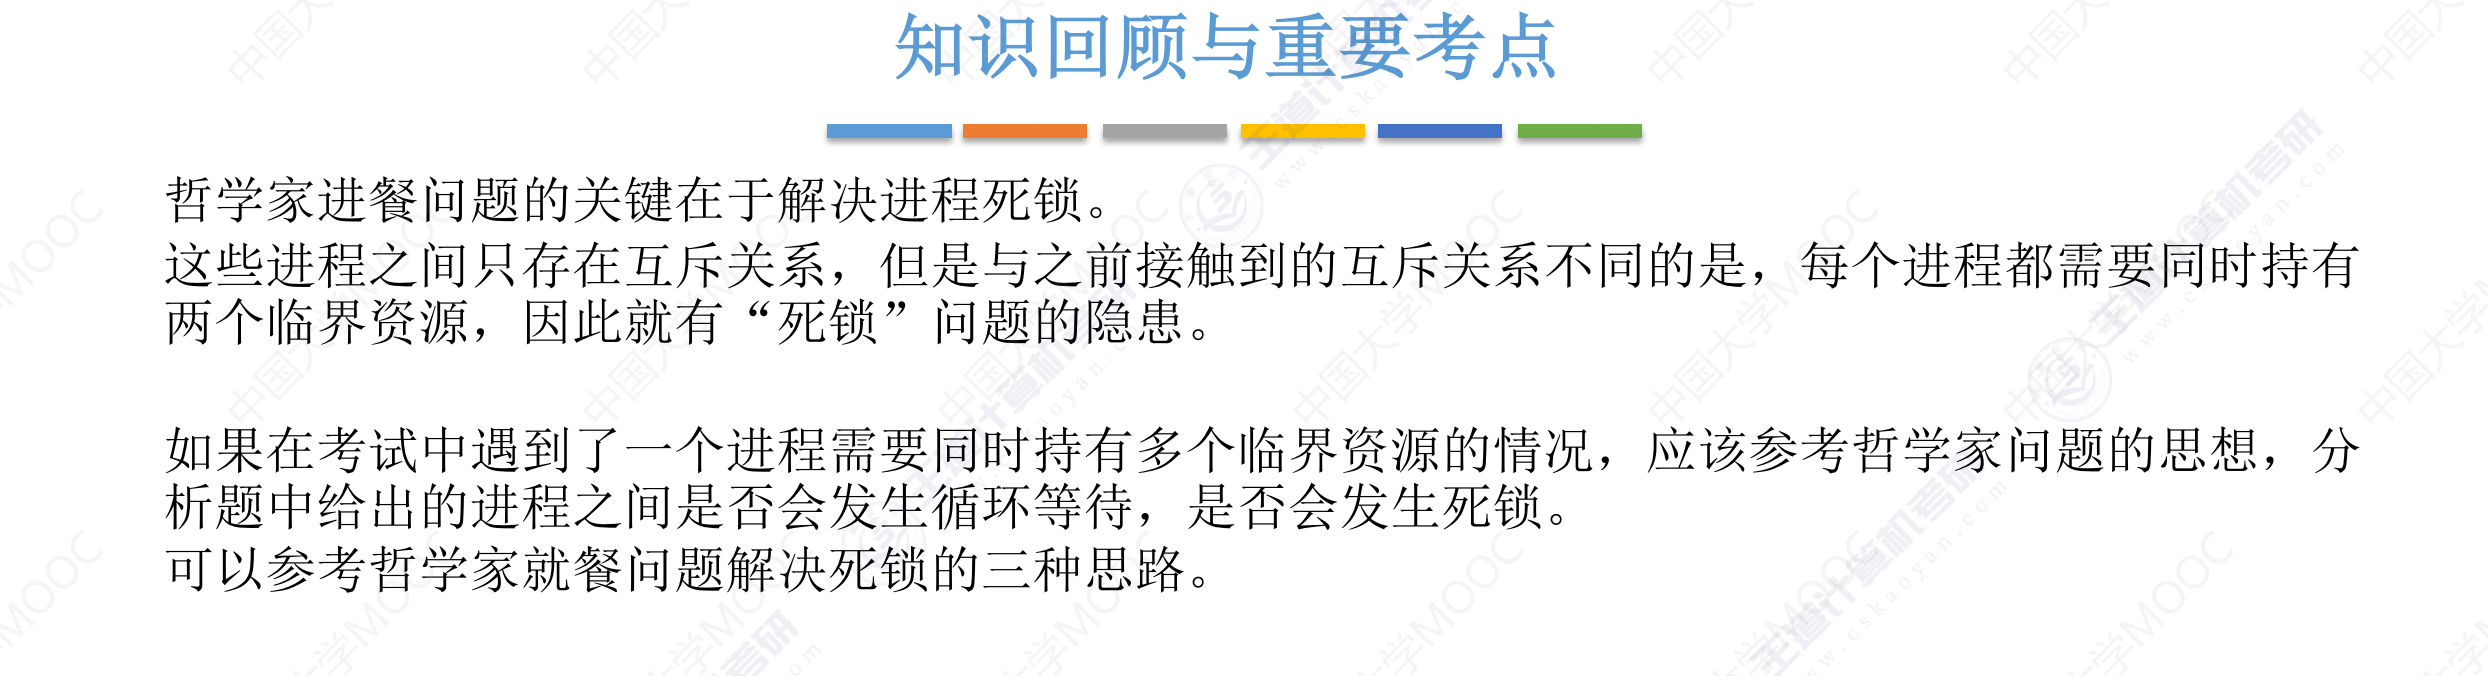 知识回顾与重要考点
哲学家进餐问题的关键在于解决进程死锁。
这些进程之间只存在互斥关系，但是与之前接触到的互斥关系不同的是，每个进程都需要同时持有
两个临界资源，因此就有“死锁”问题的隐患。
如果在考试中遇到了一个进程需要同时持有多个临界资源的情况，应该参考哲学家问题的思想，分
析题中给出的进程之间是否会发生循环等待，是否会发生死锁。
可以参考哲学家就餐问题解决死锁的三种思路。